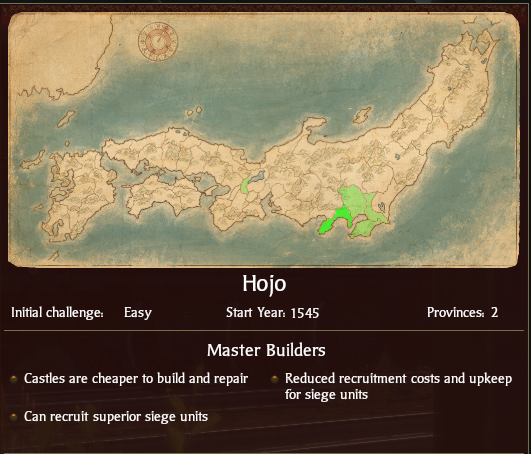 Hojo
Initial challenge: Easy Start Year: 1545 Provinces: 2
Master Builders
Castles are cheaper to build and repair
Reduced recruitment costs and upkeep
for siege units
Can recruit superior siege units